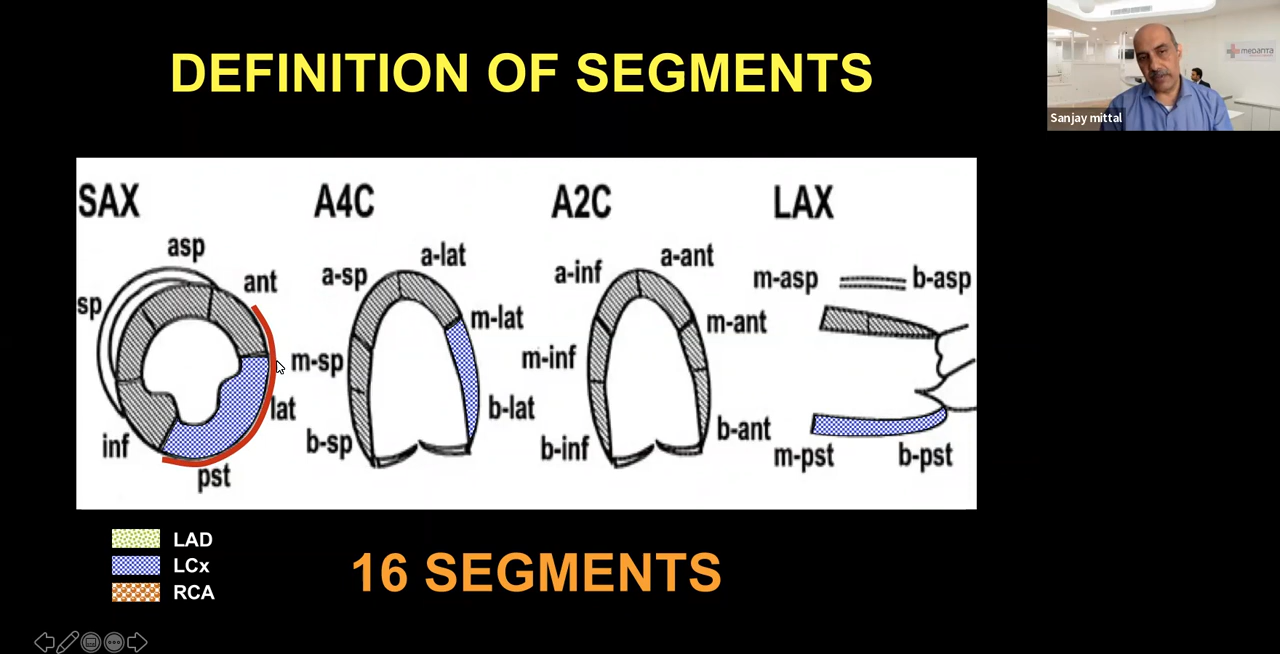 DEFINITION OF SEGMENTS
medanta
Sanjay mittal
SAX
A4C
A2C
LAX
asp
ant
sp
lat
inf
pst
a-sp
a-lat
m-lat
m-sp
b-lat
b-sp
a-inf
a-ant
m-ant
m-inf
b-ant
b-inf
m-asp
b-asp
m-pst
b-pst
LAD
LCx
RCA
16 SEGMENTS